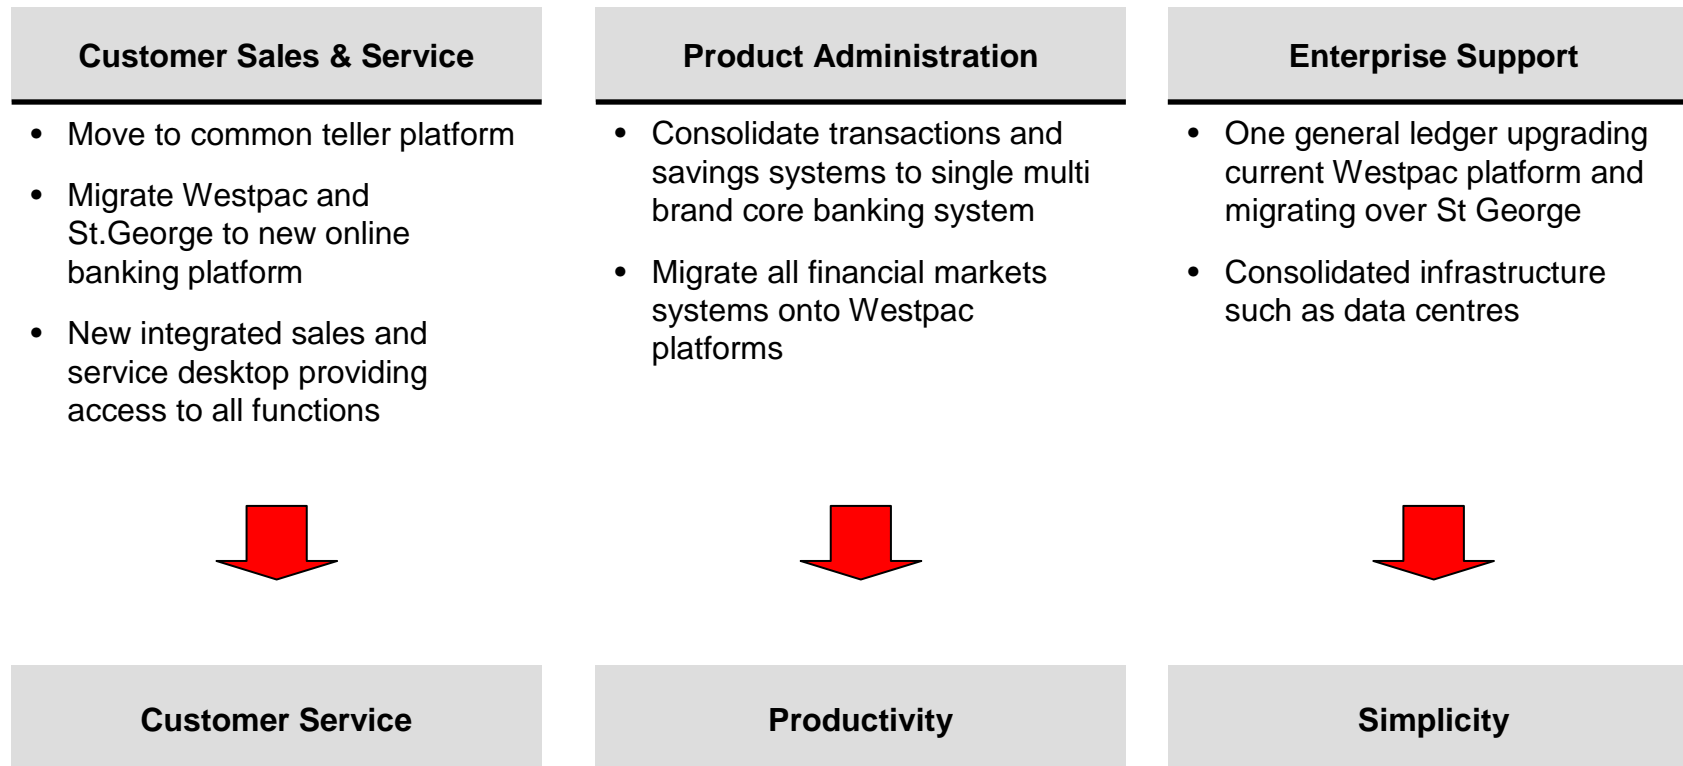 Customer Sales & Service
• Move to common teller platform
• Migrate Westpac and
St.George to new online
banking platform
• New integrated sales and
service desktop providing
access to all functions
Customer Service
Product Administration
• Consolidate transactions and
savings systems to single multi
brand core banking system
• Migrate all financial markets
systems onto Westpac
platforms
Productivity
Enterprise Support
• One general ledger upgrading
current Westpac platform and
migrating over St George
• Consolidated infrastructure
such as data centres
Simplicity